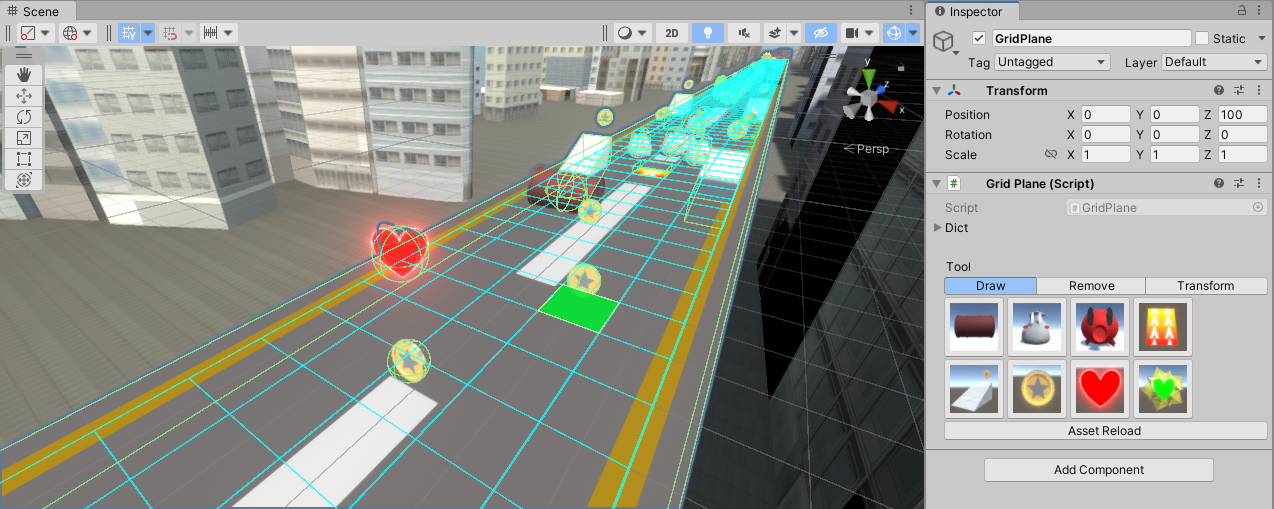 Scene
2D
y
z
x
Persp
Inspector
GridPlane
Static
Tag Untagged Layer Default
Transform
Position X 0 Y 0 Z 100
Rotation X 0 Y 0 Z 0
Scale X 1 Y 1 Z 1
# Grid Plane (Script)
Script # GridPlane
Dict
Tool
Draw Remove Transform
Asset Reload
Add Component